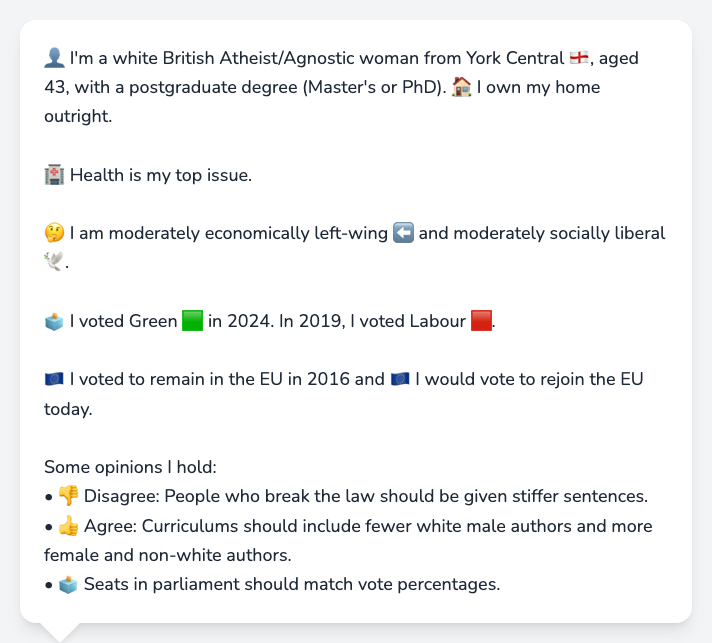 👤 I'm a white British Atheist/Agnostic woman from York Central 🏴󠁧󠁢󠁥󠁮󠁧󠁿, aged
43, with a postgraduate degree (Master's or PhD). 🏠 I own my home
outright.
🏥 Health is my top issue.
🤔 I am moderately economically left-wing ⬅️ and moderately socially liberal
🕊️.
🗳️ I voted Green 🟩 in 2024. In 2019, I voted Labour 🟥.
🇪🇺 I voted to remain in the EU in 2016 and 🇪🇺 I would vote to rejoin the EU
today.
Some opinions I hold:
• 👎 Disagree: People who break the law should be given stiffer sentences.
• 👍 Agree: Curriculums should include fewer white male authors and more
female and non-white authors.
• 🗳️ Seats in parliament should match vote percentages.